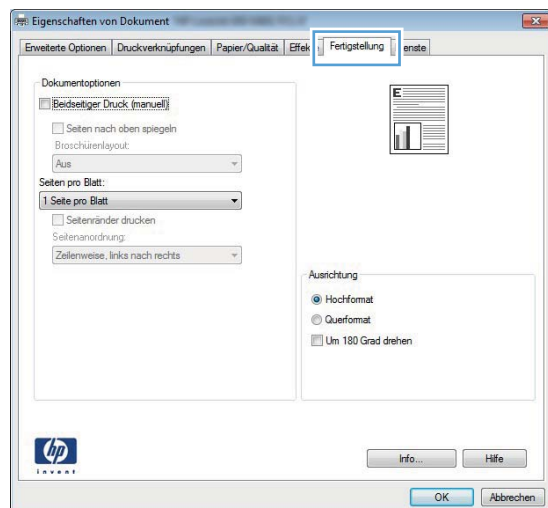 Eigenschaften von Dokument
Erweiterte Optionen Druckverknüpfungen Papier/Qualität Effek Fertigstellung enste
Dokumentoptionen
Beidseitiger Druck (manuell)
Seiten nach oben spiegeln
Broschürenlayout:
Aus
Seiten pro Blatt:
1 Seite pro Blatt
Seitenränder drucken
Seitenanordnung:
Zeilenweise, links nach rechts
E
Ausrichtung
Hochformat
Querformat
Um 180 Grad drehen
hp
invent
Info...
Hilfe
OK
Abbrechen